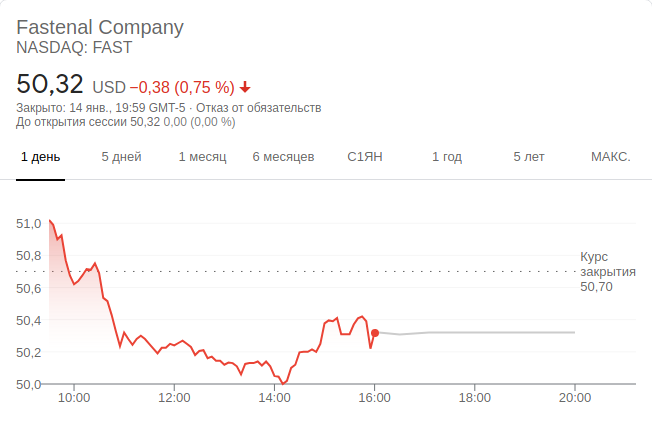 Fastenal Company
NASDAQ: FAST
50,32 USD −0,38 (0,75 %)
Закрыто: 14 янв., 19:59 GMT-5 · Отказ от обязательств
До открытия сессии 50,32 0,00 (0,00 %)
1 день 5 дней 1 месяц 6 месяцев С1ЯН 1 год 5 лет МАКС.
51,0
50,8
Курс
закрытия
50,70
50,6
50,4
50,2
50,0
10:00 12:00 14:00 16:00 18:00 20:00